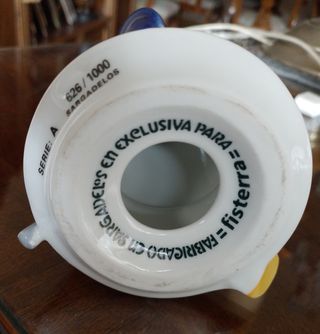 626/1000
SARGADELOS
SERIE: A
FABRICADO en SARGADELOS en exclusiva para = fisterra =